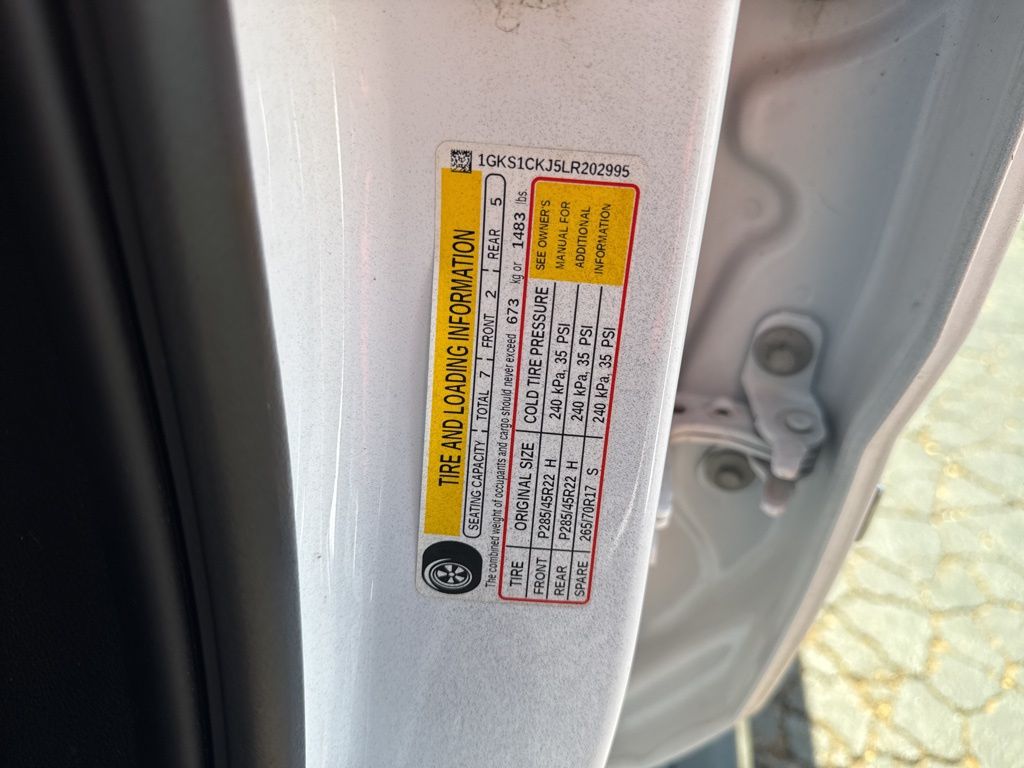 1GKS1CKJ5LR202995
TIRE AND LOADING INFORMATION
SEATING CAPACITY TOTAL 7 FRONT 2 REAR 5
The combined weight of occupants and cargo should never exceed 673 kg or 1483 lbs.
TIRE ORIGINAL SIZE COLD TIRE PRESSURE
FRONT P285/45R22 H 240 kPa, 35 PSI
REAR P285/45R22 H 240 kPa, 35 PSI
SPARE 265/70R17 S 240 kPa, 35 PSI
SEE OWNER'S
MANUAL FOR
ADDITIONAL
INFORMATION